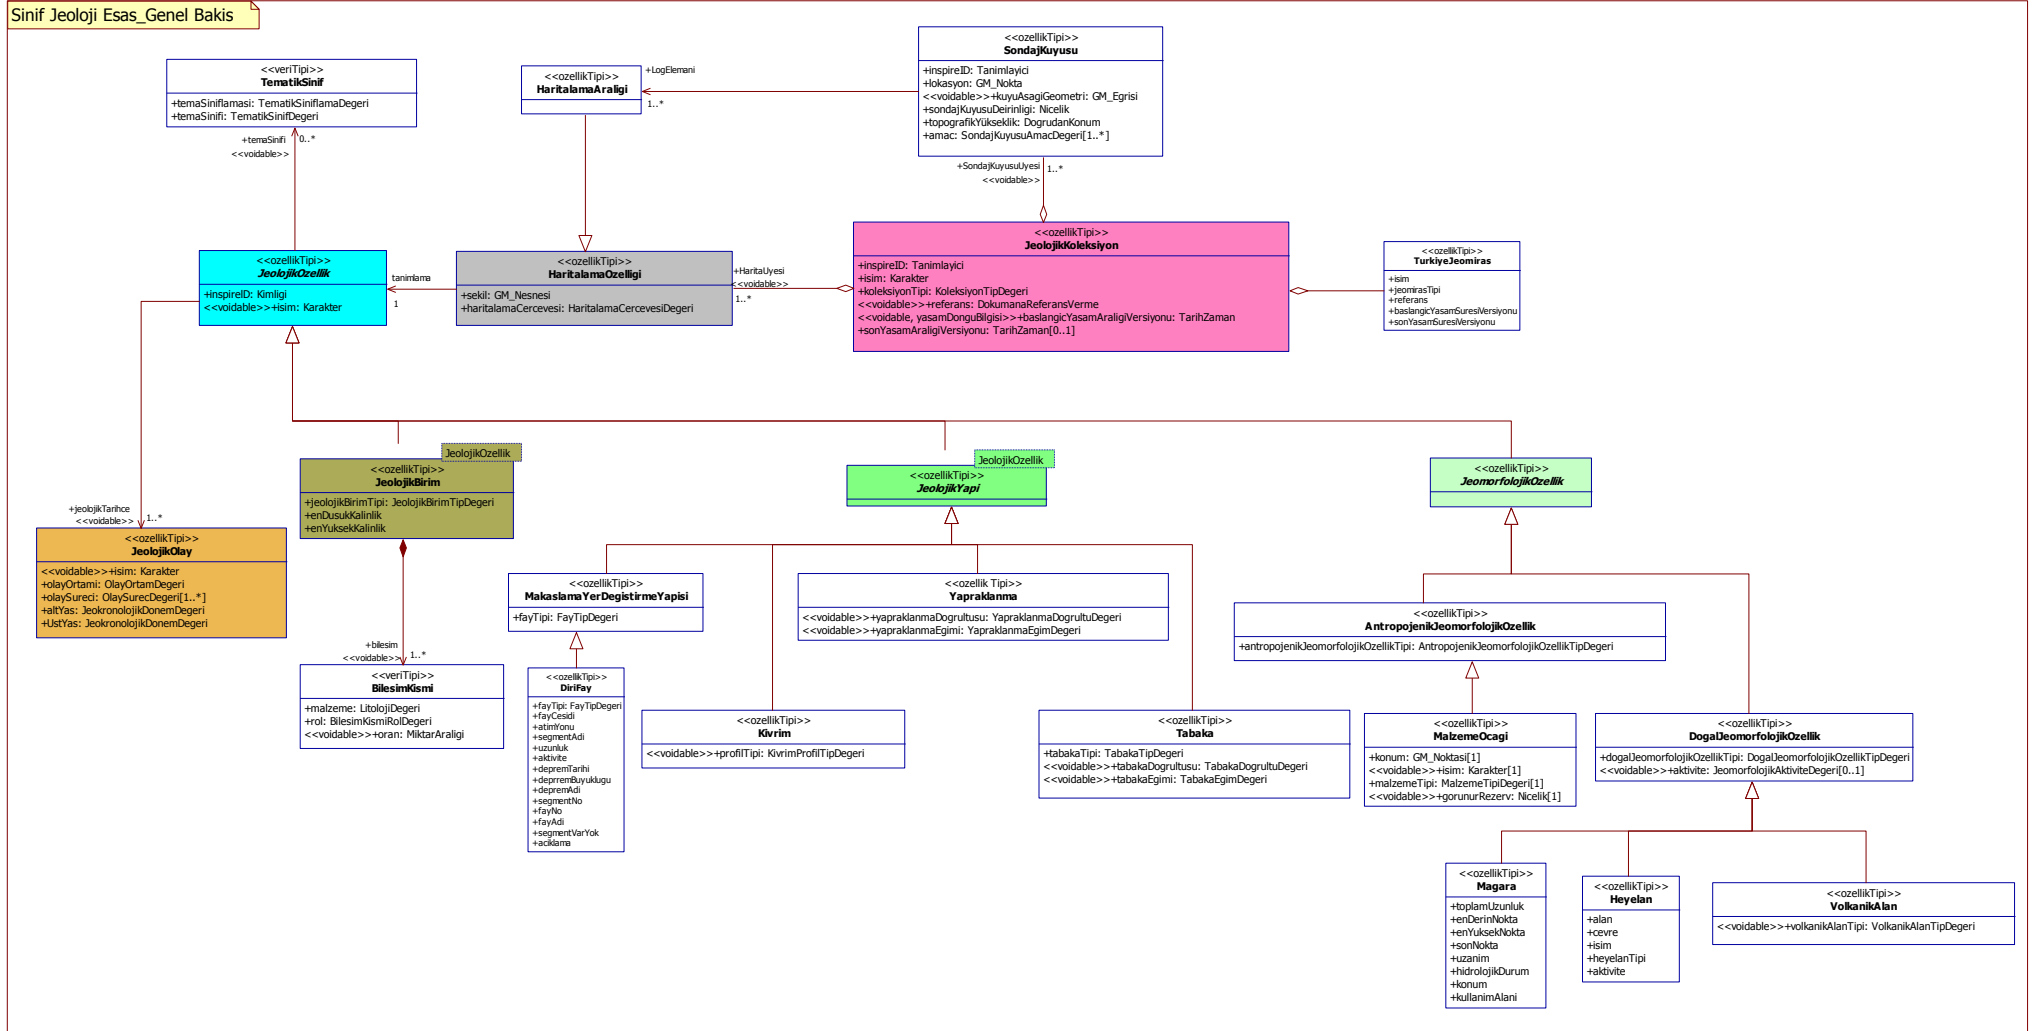 Sinif Jeoloji Esas_Genel Bakis
<<veriTipi>>
TematikSinif
+temaSiniflamasi: TematikSiniflamaDegeri
+temaSinifi: TematikSinifDegeri
+temaSinifi
0..*
<<voidable>>
<<ozellikTipi>>
HaritalamaAraligi
+LogElemani
1..*
<<ozellikTipi>>
SondajKuyusu
+inspireID: Tanimlayici
+lokasyon: GM_Nokta
<<voidable>>+kuyuAsagiGeometri: GM_Egrisi
+sondajKuyusuDeirinligi: Nicelik
+topografikYükseklik: DogrudanKonum
+amac: SondajKuyusuAmacDegeri[1..*]
+SondajKuyusuUyesi
1..*
<<voidable>>
<<ozellikTipi>>
JeolojikOzellik
+inspireID: Kimligi
<<voidable>>+isim: Karakter
tanimlama
1
<<ozellikTipi>>
HaritalamaOzelligi
+sekil: GM_Nesnesi
+haritalamaCercevesi: HaritalamaCercevesiDegeri
+HaritaUyesi
<<voidable>>
1..*
<<ozellikTipi>>
JeolojikKoleksiyon
+inspireID: Tanimlayici
+isim: Karakter
+koleksiyonTipi: KoleksiyonTipDegeri
<<voidable>>+referans: DokumanaReferansVerme
<<voidable, yasamDonguBilgisi>>+baslangicYasamAraligiVersiyonu: TarihZaman
+sonYasamAraligiVersiyonu: TarihZaman[0..1]
<<ozellikTipi>>
TurkiyeJeomiras
+isim
+jeomirasTipi
+referans
+baslangicYasamSuresiVersiyonu
+sonYasamSuresiVersiyonu
JeolojikOzellik
<<ozellikTipi>>
JeolojikBirim
+jeolojikBirimTipi: JeolojikBirimTipDegeri
+enDusukKalinlik
+enYuksekKalinlik
JeolojikOzellik
<<ozellikTipi>>
JeolojikYapi
<<ozellikTipi>>
JeomorfolojikOzellik
+jeolojikTarihce
<<voidable>>
1..*
<<ozellikTipi>>
JeolojikOlay
<<voidable>>+isim: Karakter
+olayOrtami: OlayOrtamDegeri
+olaySureci: OlaySurecDegeri[1..*]
+altYas: JeokronolojikDonemDegeri
+UstYas: JeokronolojikDonemDegeri
+bilesim
<<voidable>>
1..*
<<veriTipi>>
BilesimKismi
+malzeme: LitolojiDegeri
+rol: BilesimKismiRolDegeri
<<voidable>>+oran: MiktarAraligi
<<ozellikTipi>>
MakaslamaYerDegistirmeYapisi
+fayTipi: FayTipDegeri
<<ozellik Tipi>>
Yapraklanma
<<voidable>>+yapraklanmaDogrultusu: YapraklanmaDogrultuDegeri
<<voidable>>+yapraklanmaEgimi: YapraklanmaEgimDegeri
<<ozellikTipi>>
DiriFay
+fayTipi: FayTipDegeri
+fayCesidi
+atimYonu
+segmentAdi
+uzunluk
+aktivite
+depremTarihi
+deprremBuyuklugu
+depremAdi
+segmentNo
+fayNo
+fayAdi
+segmentVarYok
+aciklama
<<ozellikTipi>>
Kivrim
<<voidable>>+profilTipi: KivrimProfilTipDegeri
<<ozellikTipi>>
Tabaka
+tabakaTipi: TabakaTipDegeri
<<voidable>>+tabakaDogrultusu: TabakaDogrultuDegeri
<<voidable>>+tabakaEgimi: TabakaEgimDegeri
<<ozellikTipi>>
AntropojenikJeomorfolojikOzellik
+antropojenikJeomorfolojikOzellikTipi: AntropojenikJeomorfolojikOzellikTipDegeri
<<ozellikTipi>>
MalzemeOcagi
+konum: GM_Noktasi[1]
<<voidable>>+isim: Karakter[1]
+malzemeTipi: MalzemeTipiDegeri[1]
<<voidable>>+gorunurRezerv: Nicelik[1]
<<ozellikTipi>>
DogalJeomorfolojikOzellik
+dogalJeomorfolojikOzellikTipi: DogalJeomorfolojikOzellikTipDegeri
<<voidable>>+aktivite: JeomorfolojikAktiviteDegeri[0..1]
<<ozellikTipi>>
Magara
+toplamUzunluk
+enDerinNokta
+enYuksekNokta
+sonNokta
+uzanim
+hidrolojikDurum
+konum
+kullanimAlani
<<ozellikTipi>>
Heyelan
+alan
+cevre
+isim
+heyelanTipi
+aktivite
<<ozellikTipi>>
VolkanikAlan
<<voidable>>+volkanikAlanTipi: VolkanikAlanTipDegeri